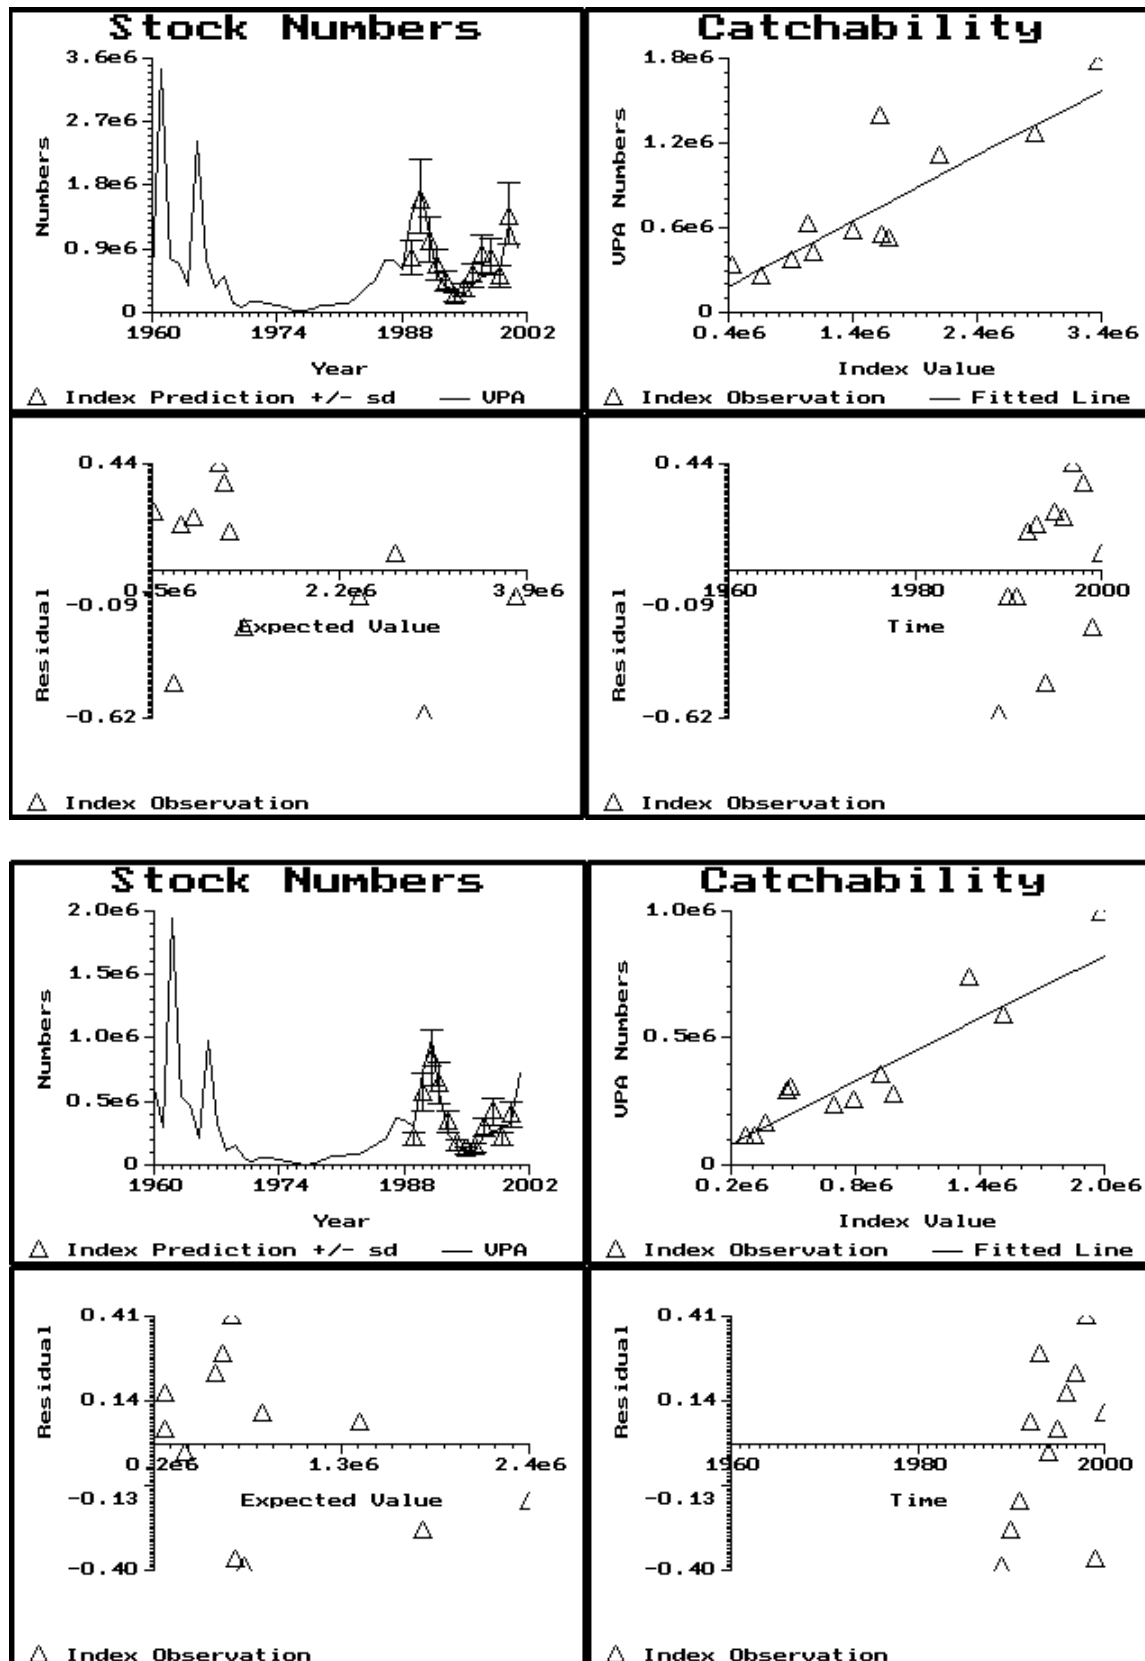 Stock Numbers
3.6e6
2.7e6
1.8e6
0.9e6
0
Numbers
1960 1974 1988 2002
Year
Index Prediction +/- sd VPA
Catchability
1.8e6
1.2e6
0.6e6
0
VPA Numbers
0.4e6 1.4e6 2.4e6 3.4e6
Index Value
Index Observation Fitted Line
0.44
-0.09
-0.62
Residual
0.5e6 2.2e6 3.9e6
Expected Value
Index Observation
0.44
-0.09
-0.62
Residual
1960 1980 2000
Time
Index Observation
Stock Numbers
2.0e6
1.5e6
1.0e6
0.5e6
0
Numbers
1960 1974 1988 2002
Year
Index Prediction +/- sd VPA
Catchability
1.0e6
0.5e6
0
VPA Numbers
0.2e6 0.8e6 1.4e6 2.0e6
Index Value
Index Observation Fitted Line
0.41
0.14
-0.13
-0.40
Residual
0.2e6 1.3e6 2.4e6
Expected Value
Index Observation
0.41
0.14
-0.13
-0.40
Residual
1960 1980 2000
Time
Index Observation